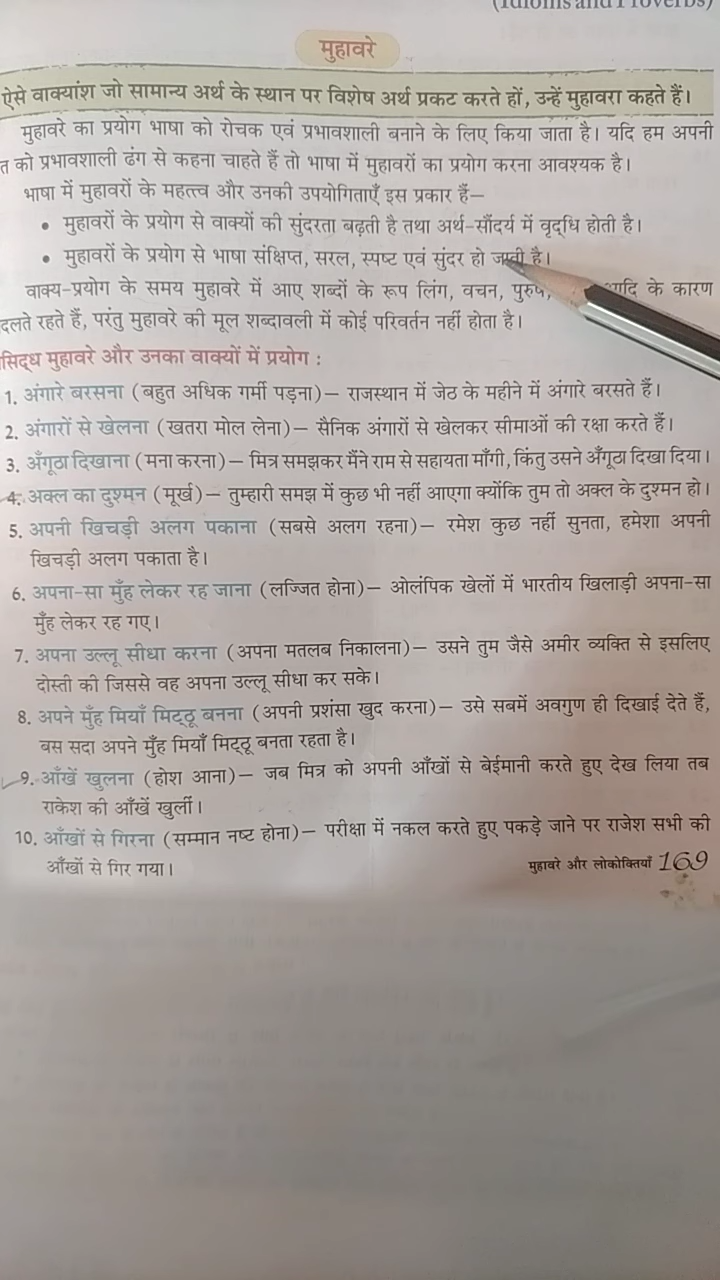 (Idioms and Proverbs)
मुहावरे
ऐसे वाक्यांश जो सामान्य अर्थ के स्थान पर विशेष अर्थ प्रकट करते हों, उन्हें मुहावरा कहते हैं।
मुहावरे का प्रयोग भाषा को रोचक एवं प्रभावशाली बनाने के लिए किया जाता है। यदि हम अपनी
त को प्रभावशाली ढंग से कहना चाहते हैं तो भाषा में मुहावरों का प्रयोग करना आवश्यक है।
भाषा में मुहावरों के महत्त्व और उनकी उपयोगिताएँ इस प्रकार हैं—
• मुहावरों के प्रयोग से वाक्यों की सुंदरता बढ़ती है तथा अर्थ-सौंदर्य में वृद्धि होती है।
• मुहावरों के प्रयोग से भाषा संक्षिप्त, सरल, स्पष्ट एवं सुंदर हो जाती है।
वाक्य-प्रयोग के समय मुहावरे में आए शब्दों के रूप लिंग, वचन, पुरुष, आदि के कारण
दलते रहते हैं, परंतु मुहावरे की मूल शब्दावली में कोई परिवर्तन नहीं होता है।
सिद्ध मुहावरे और उनका वाक्यों में प्रयोग :
1. अंगारे बरसना (बहुत अधिक गर्मी पड़ना)— राजस्थान में जेठ के महीने में अंगारे बरसते हैं।
2. अंगारों से खेलना (खतरा मोल लेना)— सैनिक अंगारों से खेलकर सीमाओं की रक्षा करते हैं।
3. अँगूठा दिखाना (मना करना)— मित्र समझकर मैंने राम से सहायता माँगी, किंतु उसने अँगूठा दिखा दिया।
4. अक्ल का दुश्मन (मूर्ख)— तुम्हारी समझ में कुछ भी नहीं आएगा क्योंकि तुम तो अक्ल के दुश्मन हो।
5. अपनी खिचड़ी अलग पकाना (सबसे अलग रहना)— रमेश कुछ नहीं सुनता, हमेशा अपनी
खिचड़ी अलग पकाता है।
6. अपना-सा मुँह लेकर रह जाना (लज्जित होना)— ओलंपिक खेलों में भारतीय खिलाड़ी अपना-सा
मुँह लेकर रह गए।
7. अपना उल्लू सीधा करना (अपना मतलब निकालना)— उसने तुम जैसे अमीर व्यक्ति से इसलिए
दोस्ती की जिससे वह अपना उल्लू सीधा कर सके।
8. अपने मुँह मियाँ मिट्ठू बनना (अपनी प्रशंसा खुद करना)— उसे सबमें अवगुण ही दिखाई देते हैं,
बस सदा अपने मुँह मियाँ मिट्ठू बनता रहता है।
9. आँखें खुलना (होश आना)— जब मित्र को अपनी आँखों से बेईमानी करते हुए देख लिया तब
राकेश की आँखें खुलीं।
10. आँखों से गिरना (सम्मान नष्ट होना)— परीक्षा में नकल करते हुए पकड़े जाने पर राजेश सभी की
आँखों से गिर गया।
मुहावरे और लोकोक्तियाँ 169